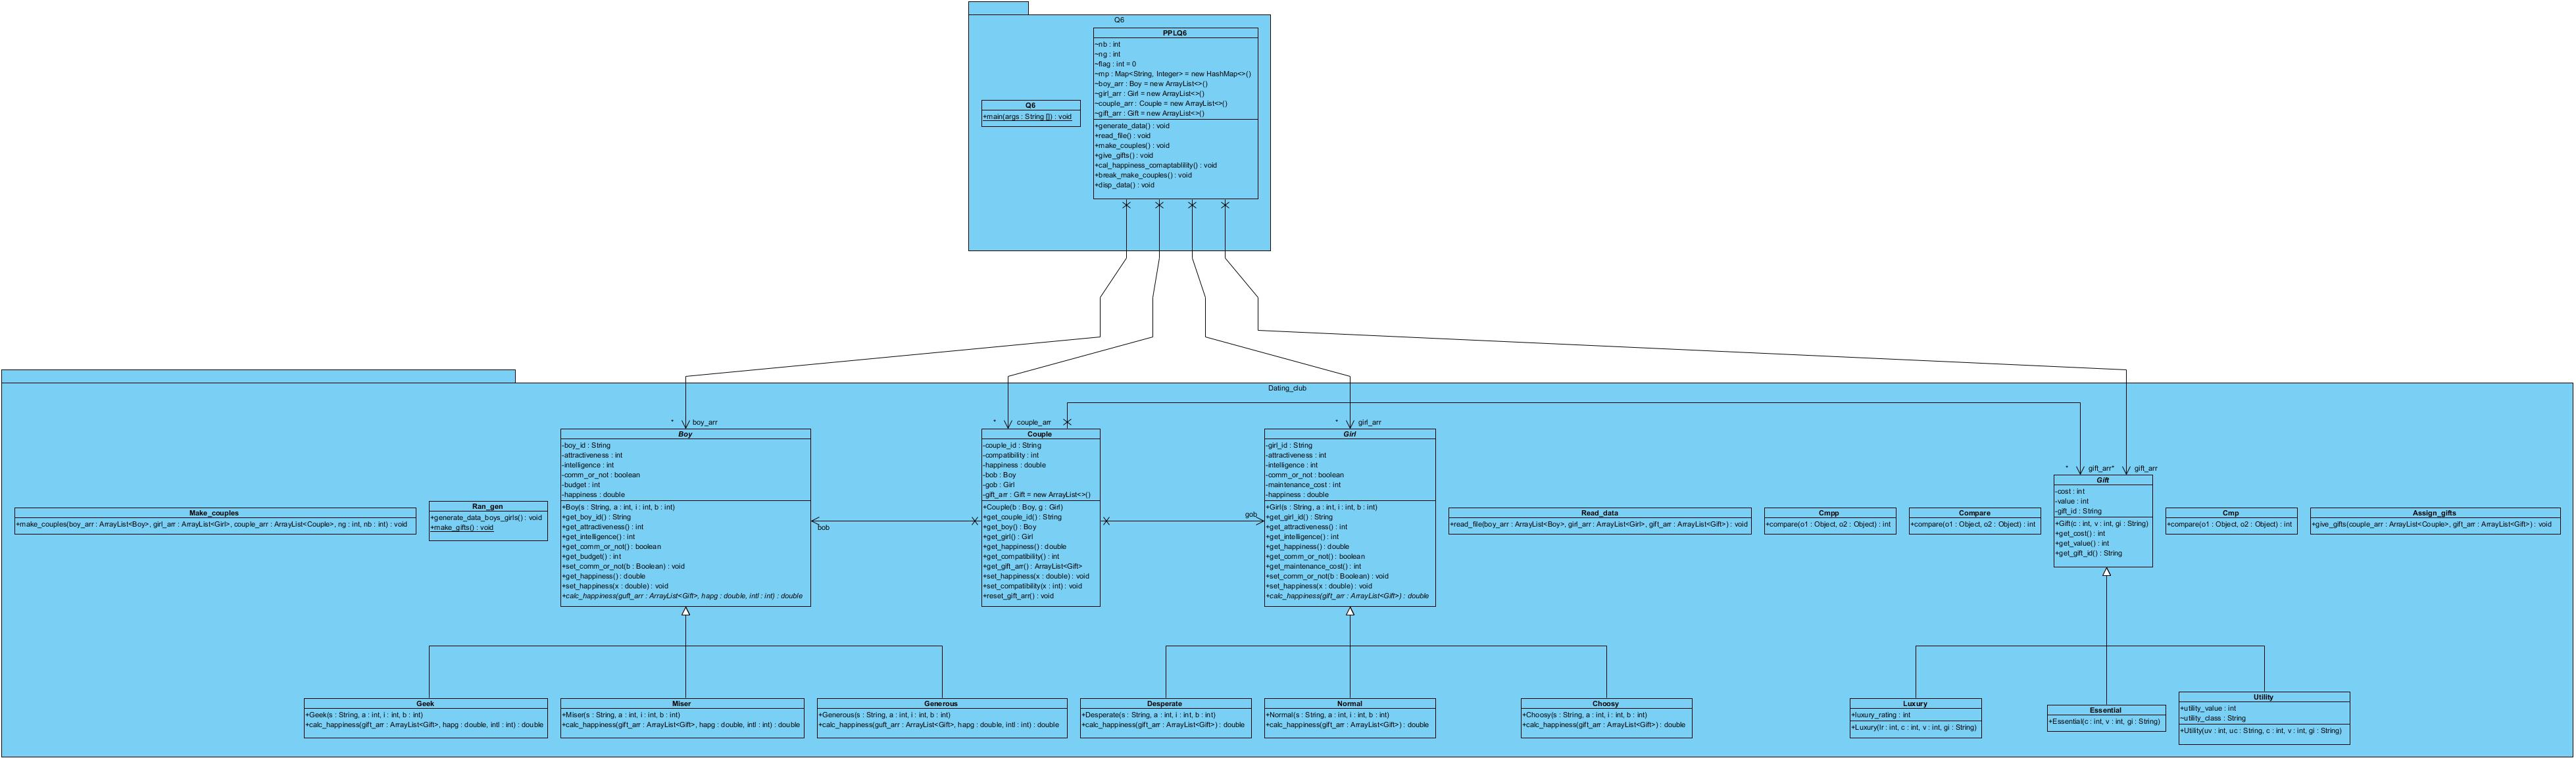 Q6
PPLQ6
~nb : int
~ng : int
~flag : int = 0
~mp : Map<String, Integer> = new HashMap<>()
~boy_arr : Boy = new ArrayList<>()
~girl_arr : Girl = new ArrayList<>()
~couple_arr : Couple = new ArrayList<>()
~gift_arr : Gift = new ArrayList<>()
+generate_data() : void
+read_file() : void
+make_couples() : void
+give_gifts() : void
+cal_happiness_comaptablility() : void
+break_make_couples() : void
+disp_data() : void
Q6
+main(args : String []) : void
Dating_club
* boy_arr
* couple_arr
* girl_arr
* gift_arr
* gift_arr
bob
gob
Make_couples
+make_couples(boy_arr : ArrayList<Boy>, girl_arr : ArrayList<Girl>, couple_arr : ArrayList<Couple>, ng : int, nb : int) : void
Ran_gen
+generate_data_boys_girls() : void
+make_gifts() : void
Boy
-boy_id : String
-attractiveness : int
-intelligence : int
-comm_or_not : boolean
-budget : int
-happiness : double
+Boy(s : String, a : int, i : int, b : int)
+get_boy_id() : String
+get_attractiveness() : int
+get_intelligence() : int
+get_comm_or_not() : boolean
+get_budget() : int
+set_comm_or_not(b : Boolean) : void
+get_happiness() : double
+set_happiness(x : double) : void
+calc_happiness(guft_arr : ArrayList<Gift>, hapg : double, intl : int) : double
Couple
-couple_id : String
-compatibility : int
-happiness : double
-bob : Boy
-gob : Girl
-gift_arr : Gift = new ArrayList<>()
+Couple(b : Boy, g : Girl)
+get_couple_id() : String
+get_boy() : Boy
+get_girl() : Girl
+get_happiness() : double
+get_compatibility() : int
+get_gift_arr() : ArrayList<Gift>
+set_happiness(x : double) : void
+set_compatibility(x : int) : void
+reset_gift_arr() : void
Girl
-girl_id : String
-attractiveness : int
-intelligence : int
-comm_or_not : boolean
-maintenance_cost : int
-happiness : double
+Girl(s : String, a : int, i : int, b : int)
+get_girl_id() : String
+get_attractiveness() : int
+get_intelligence() : int
+get_happiness() : double
+get_comm_or_not() : boolean
+get_maintenance_cost() : int
+set_comm_or_not(b : Boolean) : void
+set_happiness(x : double) : void
+calc_happiness(gift_arr : ArrayList<Gift>) : double
Read_data
+read_file(boy_arr : ArrayList<Boy>, girl_arr : ArrayList<Girl>, gift_arr : ArrayList<Gift>) : void
Cmpp
+compare(o1 : Object, o2 : Object) : int
Compare
+compare(o1 : Object, o2 : Object) : int
Gift
-cost : int
-value : int
-gift_id : String
+Gift(c : int, v : int, gi : String)
+get_cost() : int
+get_value() : int
+get_gift_id() : String
Cmp
+compare(o1 : Object, o2 : Object) : int
Assign_gifts
+give_gifts(couple_arr : ArrayList<Couple>, gift_arr : ArrayList<Gift>) : void
Geek
+Geek(s : String, a : int, i : int, b : int)
+calc_happiness(gift_arr : ArrayList<Gift>, hapg : double, intl : int) : double
Miser
+Miser(s : String, a : int, i : int, b : int)
+calc_happiness(gift_arr : ArrayList<Gift>, hapg : double, intl : int) : double
Generous
+Generous(s : String, a : int, i : int, b : int)
+calc_happiness(guft_arr : ArrayList<Gift>, hapg : double, intl : int) : double
Desperate
+Desperate(s : String, a : int, i : int, b : int)
+calc_happiness(gift_arr : ArrayList<Gift>) : double
Normal
+Normal(s : String, a : int, i : int, b : int)
+calc_happiness(gift_arr : ArrayList<Gift>) : double
Choosy
+Choosy(s : String, a : int, i : int, b : int)
+calc_happiness(gift_arr : ArrayList<Gift>) : double
Luxury
+luxury_rating : int
+Luxury(lr : int, c : int, v : int, gi : String)
Essential
+Essential(c : int, v : int, gi : String)
Utility
+utility_value : int
~utility_class : String
+Utility(uv : int, uc : String, c : int, v : int, gi : String)